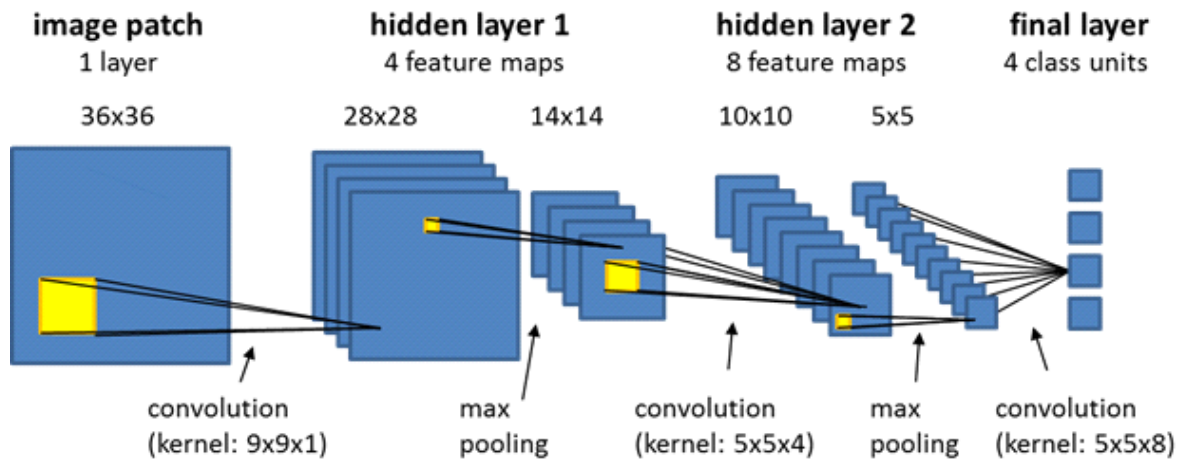 image patch
1 layer
36x36
hidden layer 1
4 feature maps
28x28
14x14
hidden layer 2
8 feature maps
10x10
5x5
final layer
4 class units
convolution
(kernel: 9x9x1)
max
pooling
convolution
(kernel: 5x5x4)
max
pooling
convolution
(kernel: 5x5x8)